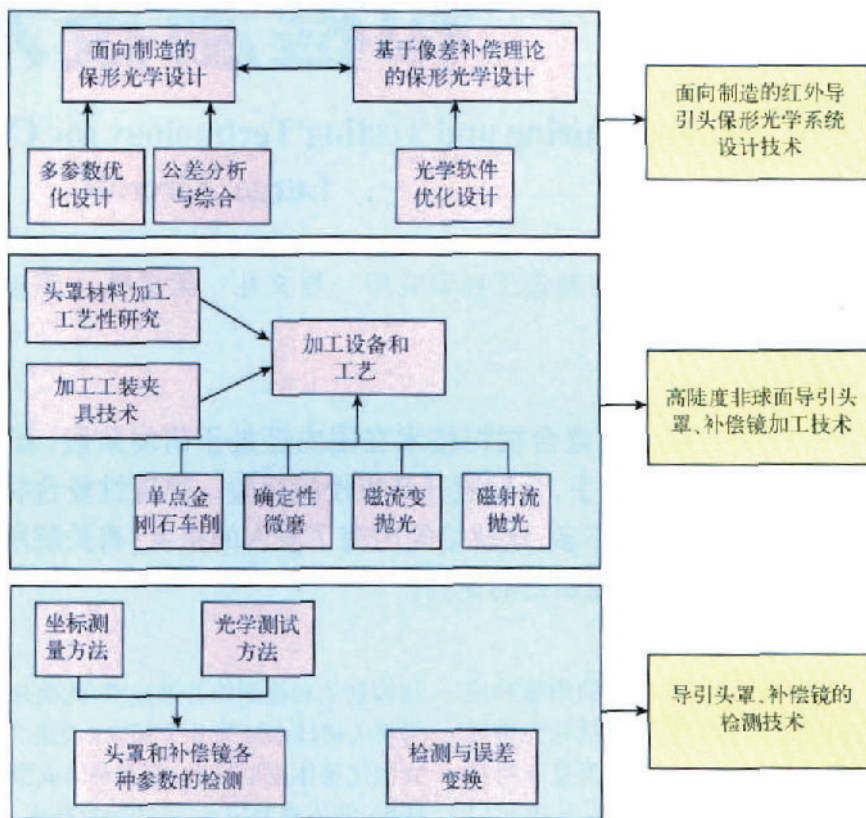 面向制造的
保形光学设计
基于像差补偿理论
的保形光学设计
多参数优
化设计
公差分析
与综合
光学软件
优化设计
面向制造的红外导
引头保形光学系统
设计技术
头罩材料加工
工艺性研究
加工工装夹
具技术
加工设备和
工艺
单点金
刚石车削
确定性
微磨
磁流变
抛光
磁射流
抛光
高陡度非球面导引头
罩、补偿镜加工技术
坐标测
量方法
光学测试
方法
头罩和补偿镜各
种参数的检测
检测与误差
变换
导引头罩、补偿镜的
检测技术